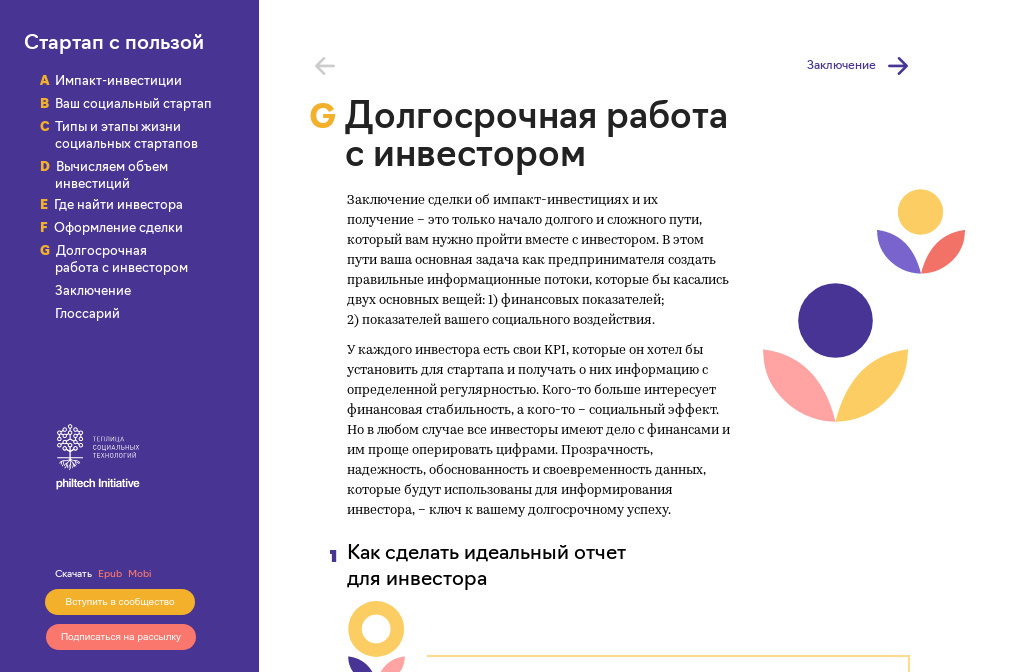 Стартап с пользой
A Импакт-инвестиции
B Ваш социальный стартап
C Типы и этапы жизни
социальных стартапов
D Вычисляем объем
инвестиций
E Где найти инвестора
F Оформление сделки
G Долгосрочная
работа с инвестором
Заключение
Глоссарий
ТЕПЛИЦА
СОЦИАЛЬНЫХ
ТЕХНОЛОГИЙ
philtech Initiative
Скачать Epub Mobi
Вступить в сообщество
Подписаться на рассылку
Заключение
G Долгосрочная работа
с инвестором
Заключение сделки об импакт-инвестициях и их
получение – это только начало долгого и сложного пути,
который вам нужно пройти вместе с инвестором. В этом
пути ваша основная задача как предпринимателя создать
правильные информационные потоки, которые бы касались
двух основных вещей: 1) финансовых показателей;
2) показателей вашего социального воздействия.
У каждого инвестора есть свои KPI, которые он хотел бы
установить для стартапа и получать о них информацию с
определенной регулярностью. Кого-то больше интересует
финансовая стабильность, а кого-то – социальный эффект.
Но в любом случае все инвесторы имеют дело с финансами и
им проще оперировать цифрами. Прозрачность,
надежность, обоснованность и своевременность данных,
которые будут использованы для информирования
инвестора, – ключ к вашему долгосрочному успеху.
1 Как сделать идеальный отчет
для инвестора